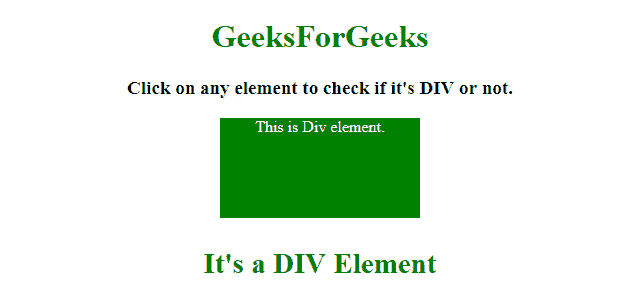 GeeksForGeeks
Click on any element to check if it's DIV or not.
This is Div element.
It's a DIV Element